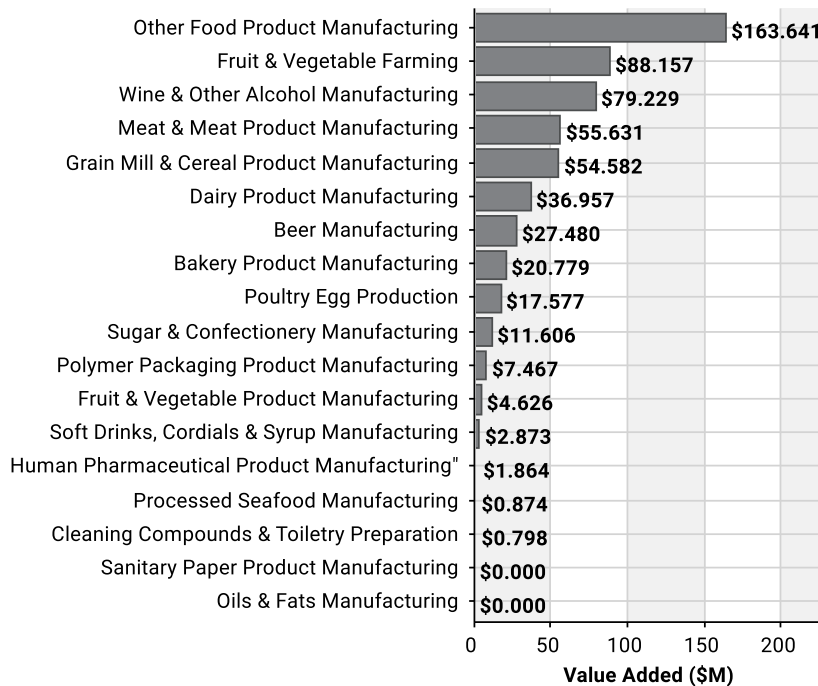 Other Food Product Manufacturing $163.641
Fruit & Vegetable Farming $88.157
Wine & Other Alcohol Manufacturing $79.229
Meat & Meat Product Manufacturing $55.631
Grain Mill & Cereal Product Manufacturing $54.582
Dairy Product Manufacturing $36.957
Beer Manufacturing $27.480
Bakery Product Manufacturing $20.779
Poultry Egg Production $17.577
Sugar & Confectionery Manufacturing $11.606
Polymer Packaging Product Manufacturing $7.467
Fruit & Vegetable Product Manufacturing $4.626
Soft Drinks, Cordials & Syrup Manufacturing $2.873
Human Pharmaceutical Product Manufacturing" $1.864
Processed Seafood Manufacturing $0.874
Cleaning Compounds & Toiletry Preparation $0.798
Sanitary Paper Product Manufacturing $0.000
Oils & Fats Manufacturing $0.000
0 50 100 150 200
Value Added ($M)